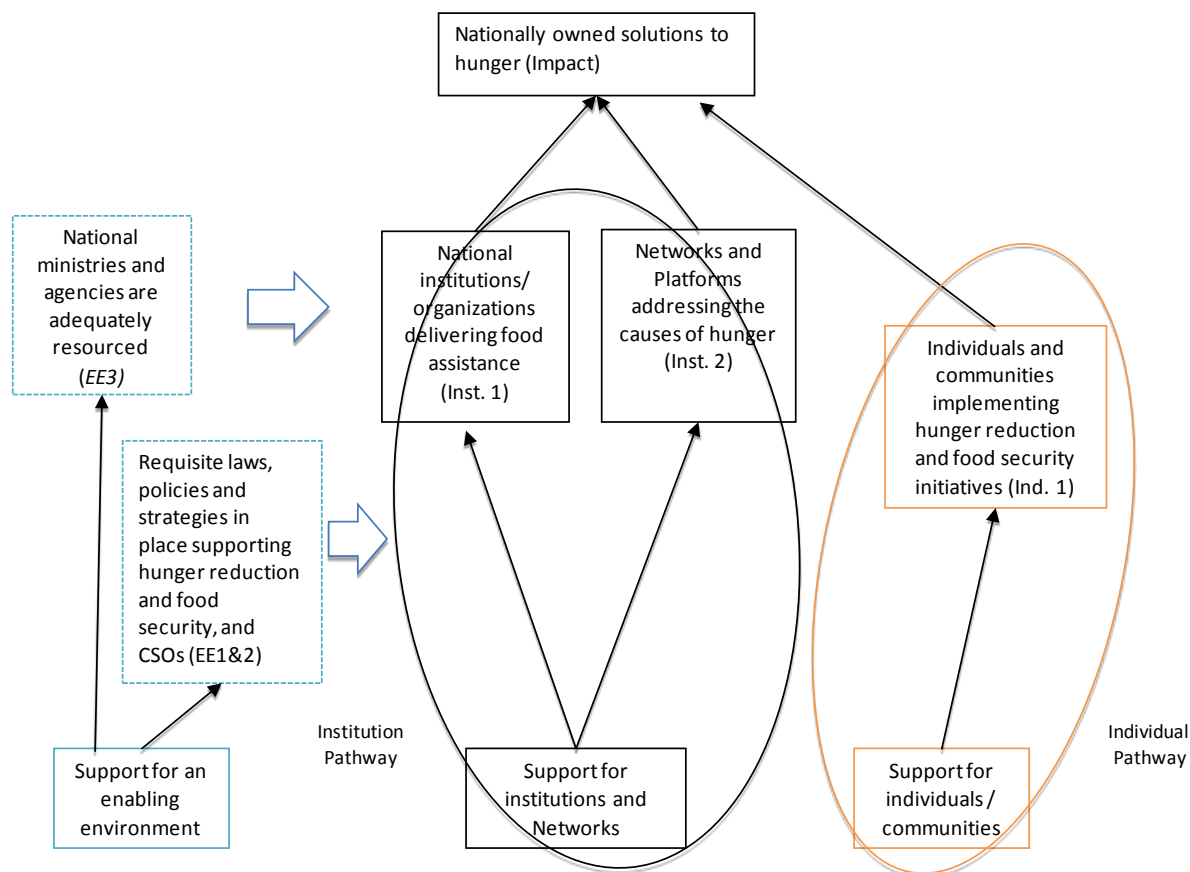 Nationally owned solutions to
hunger (Impact)
National
ministries and
agencies are
adequately
resourced
(EE3)
National
institutions/
organizations
delivering food
assistance
(Inst. 1)
Networks and
Platforms
addressing the
causes of hunger
(Inst. 2)
Individuals and
communities
implementing
hunger reduction
and food security
initiatives (Ind. 1)
Requisite laws,
policies and
strategies in
place supporting
hunger reduction
and food
security, and
CSOs (EE1&2)
Institution
Pathway
Individual
Pathway
Support for an
enabling
environment
Support for
institutions and
Networks
Support for
individuals/
communities